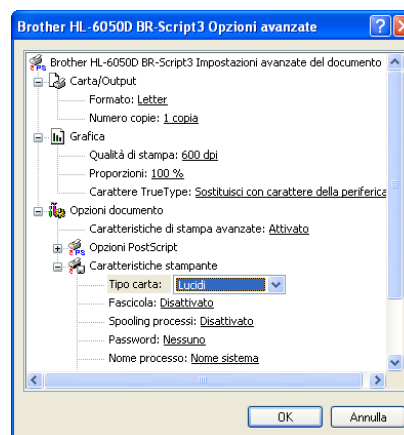 Brother HL-6050D BR-Script3 Opzioni avanzate
Brother HL-6050D BR-Script3 Impostazioni avanzate del documento
Carta/Output
Formato: Letter
Numero copie: 1 copia
Grafica
Qualità di stampa: 600 dpi
Proporzioni: 100 %
Carattere TrueType: Sostituisci con carattere della periferica
Opzioni documento
Caratteristiche di stampa avanzate: Attivato
Opzioni PostScript
Caratteristiche stampante
Tipo carta: Lucidi
Fascicola: Disattivato
Spooling processi: Disattivato
Password: Nessuno
Nome processo: Nome sistema
OK Annulla